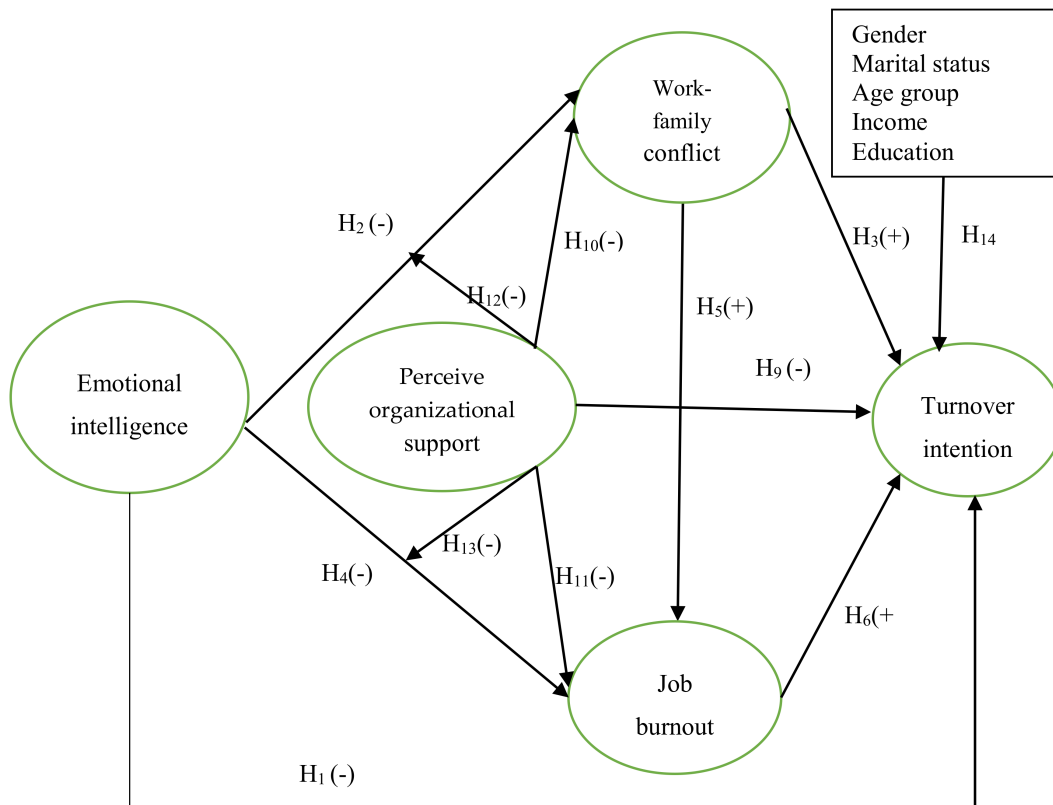 Gender
Marital status
Age group
Income
Education
Work-
family
conflict
H2 (-)
H10(-)
H3(+)
H14
H12(-)
H5(+)
Emotional
intelligence
Perceive
organizational
support
H9 (-)
Turnover
intention
H13(-)
H4(-)
H11(-)
H6(+
Job
burnout
H1 (-)